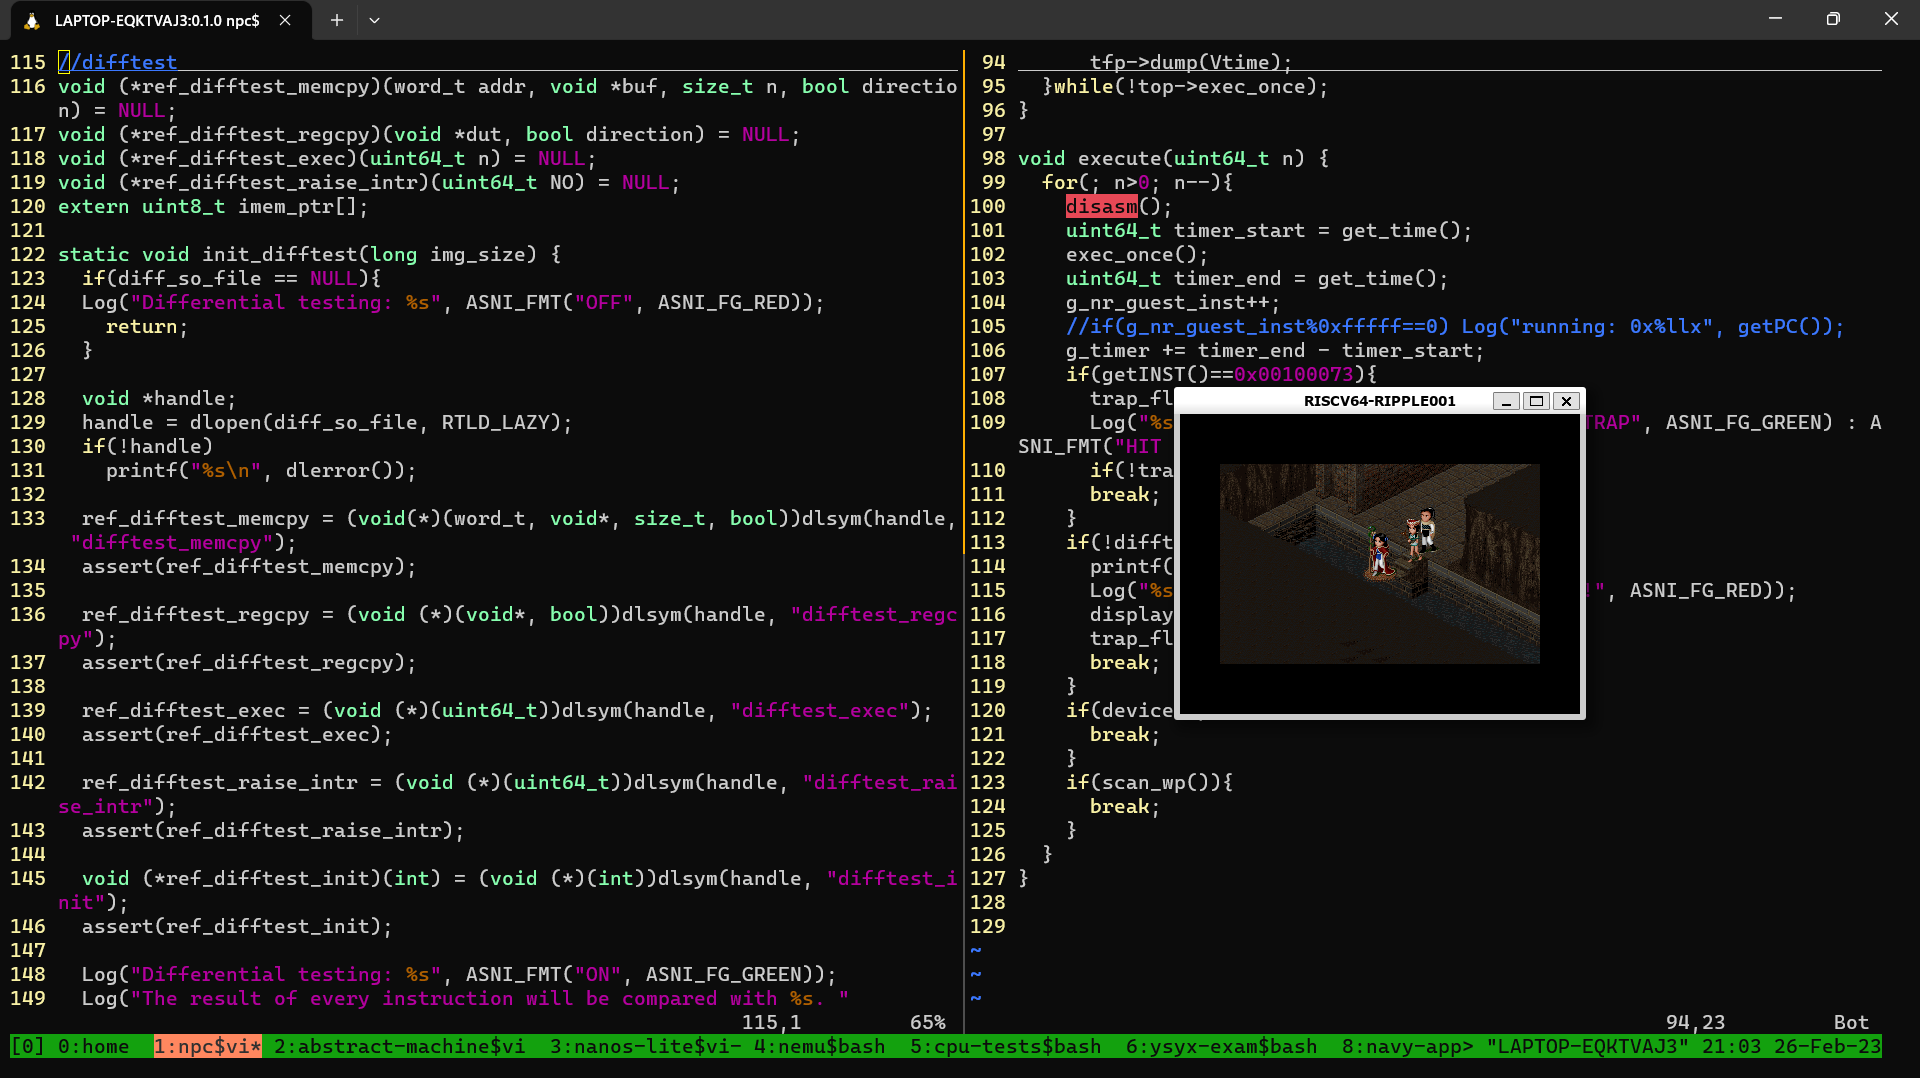 LAPTOP-EQKTVAJ3:0.1.0 npc$
115 //difftest
116 void (*ref_difftest_memcpy)(word_t addr, void *buf, size_t n, bool directio
n) = NULL;
117 void (*ref_difftest_regcpy)(void *dut, bool direction) = NULL;
118 void (*ref_difftest_exec)(uint64_t n) = NULL;
119 void (*ref_difftest_raise_intr)(uint64_t NO) = NULL;
120 extern uint8_t imem_ptr[];
121
122 static void init_difftest(long img_size) {
123   if(diff_so_file == NULL){
124   Log("Differential testing: %s", ASNI_FMT("OFF", ASNI_FG_RED));
125     return;
126   }
127
128   void *handle;
129   handle = dlopen(diff_so_file, RTLD_LAZY);
130   if(!handle)
131     printf("%s\n", dlerror());
132
133   ref_difftest_memcpy = (void(*)(word_t, void*, size_t, bool))dlsym(handle,
"difftest_memcpy");
134   assert(ref_difftest_memcpy);
135
136   ref_difftest_regcpy = (void (*)(void*, bool))dlsym(handle, "difftest_regc
py");
137   assert(ref_difftest_regcpy);
138
139   ref_difftest_exec = (void (*)(uint64_t))dlsym(handle, "difftest_exec");
140   assert(ref_difftest_exec);
141
142   ref_difftest_raise_intr = (void (*)(uint64_t))dlsym(handle, "difftest_rai
se_intr");
143   assert(ref_difftest_raise_intr);
144
145   void (*ref_difftest_init)(int) = (void (*)(int))dlsym(handle, "difftest_i
nit");
146   assert(ref_difftest_init);
147
148   Log("Differential testing: %s", ASNI_FMT("ON", ASNI_FG_GREEN));
149   Log("The result of every instruction will be compared with %s. "
115,1 65%
94       tfp->dump(Vtime);
95   }while(!top->exec_once);
96 }
97
98 void execute(uint64_t n) {
99   for(; n>0; n--){
100     disasm();
101     uint64_t timer_start = get_time();
102     exec_once();
103     uint64_t timer_end = get_time();
104     g_nr_guest_inst++;
105     //if(g_nr_guest_inst%0xfffff==0) Log("running: 0x%llx", getPC());
106     g_timer += timer_end - timer_start;
107     if(getINST()==0x00100073){
108       trap_fl
109       Log("%s TRAP", ASNI_FG_GREEN) : A
SNI_FMT("HIT
110       if(!tra
111       break;
112     }
113     if(!difft
114       printf(
115       Log("%s !", ASNI_FG_RED));
116       display
117       trap_fl
118       break;
119     }
120     if(device
121       break;
122     }
123     if(scan_wp()){
124       break;
125     }
126   }
127 }
128
129
~
~
~
94,23 Bot
RISCV64-RIPPLE001
[0] 0:home  1:npc$vi* 2:abstract-machine$vi  3:nanos-lite$vi- 4:nemu$bash  5:cpu-tests$bash  6:ysyx-exam$bash  8:navy-app> "LAPTOP-EQKTVAJ3" 21:03 26-Feb-23